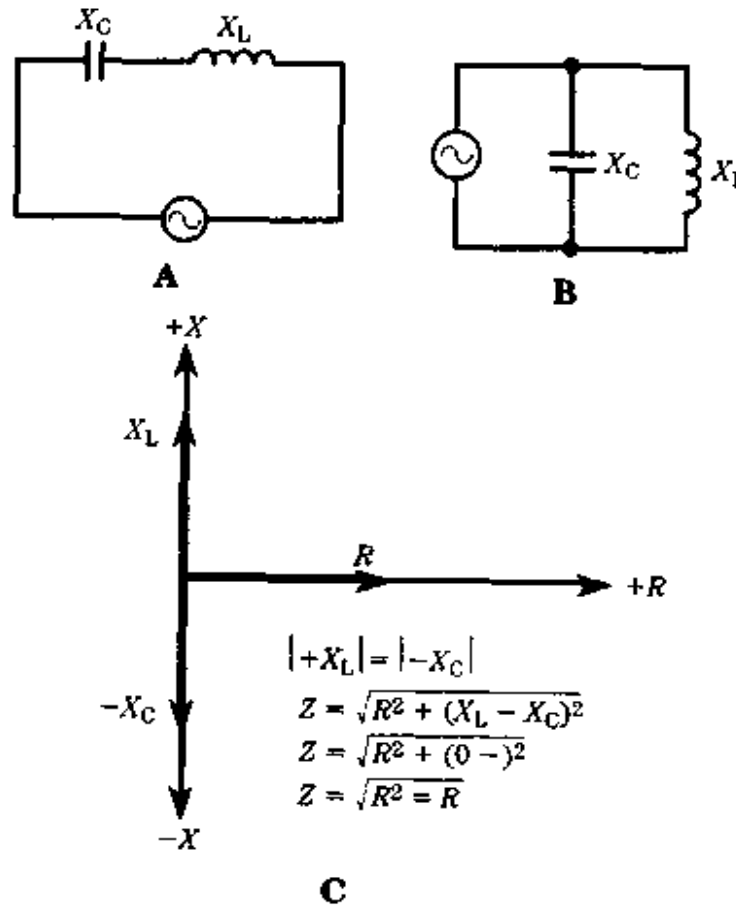 X_C X_L
A
X_C X_L
B
+X
X_L
R
+R
-X_C
-X
|+X_L| = |-X_C|
Z = √(R² + (X_L − X_C)²)
Z = √(R² + (0 −)²)
Z = √(R² = R)
C